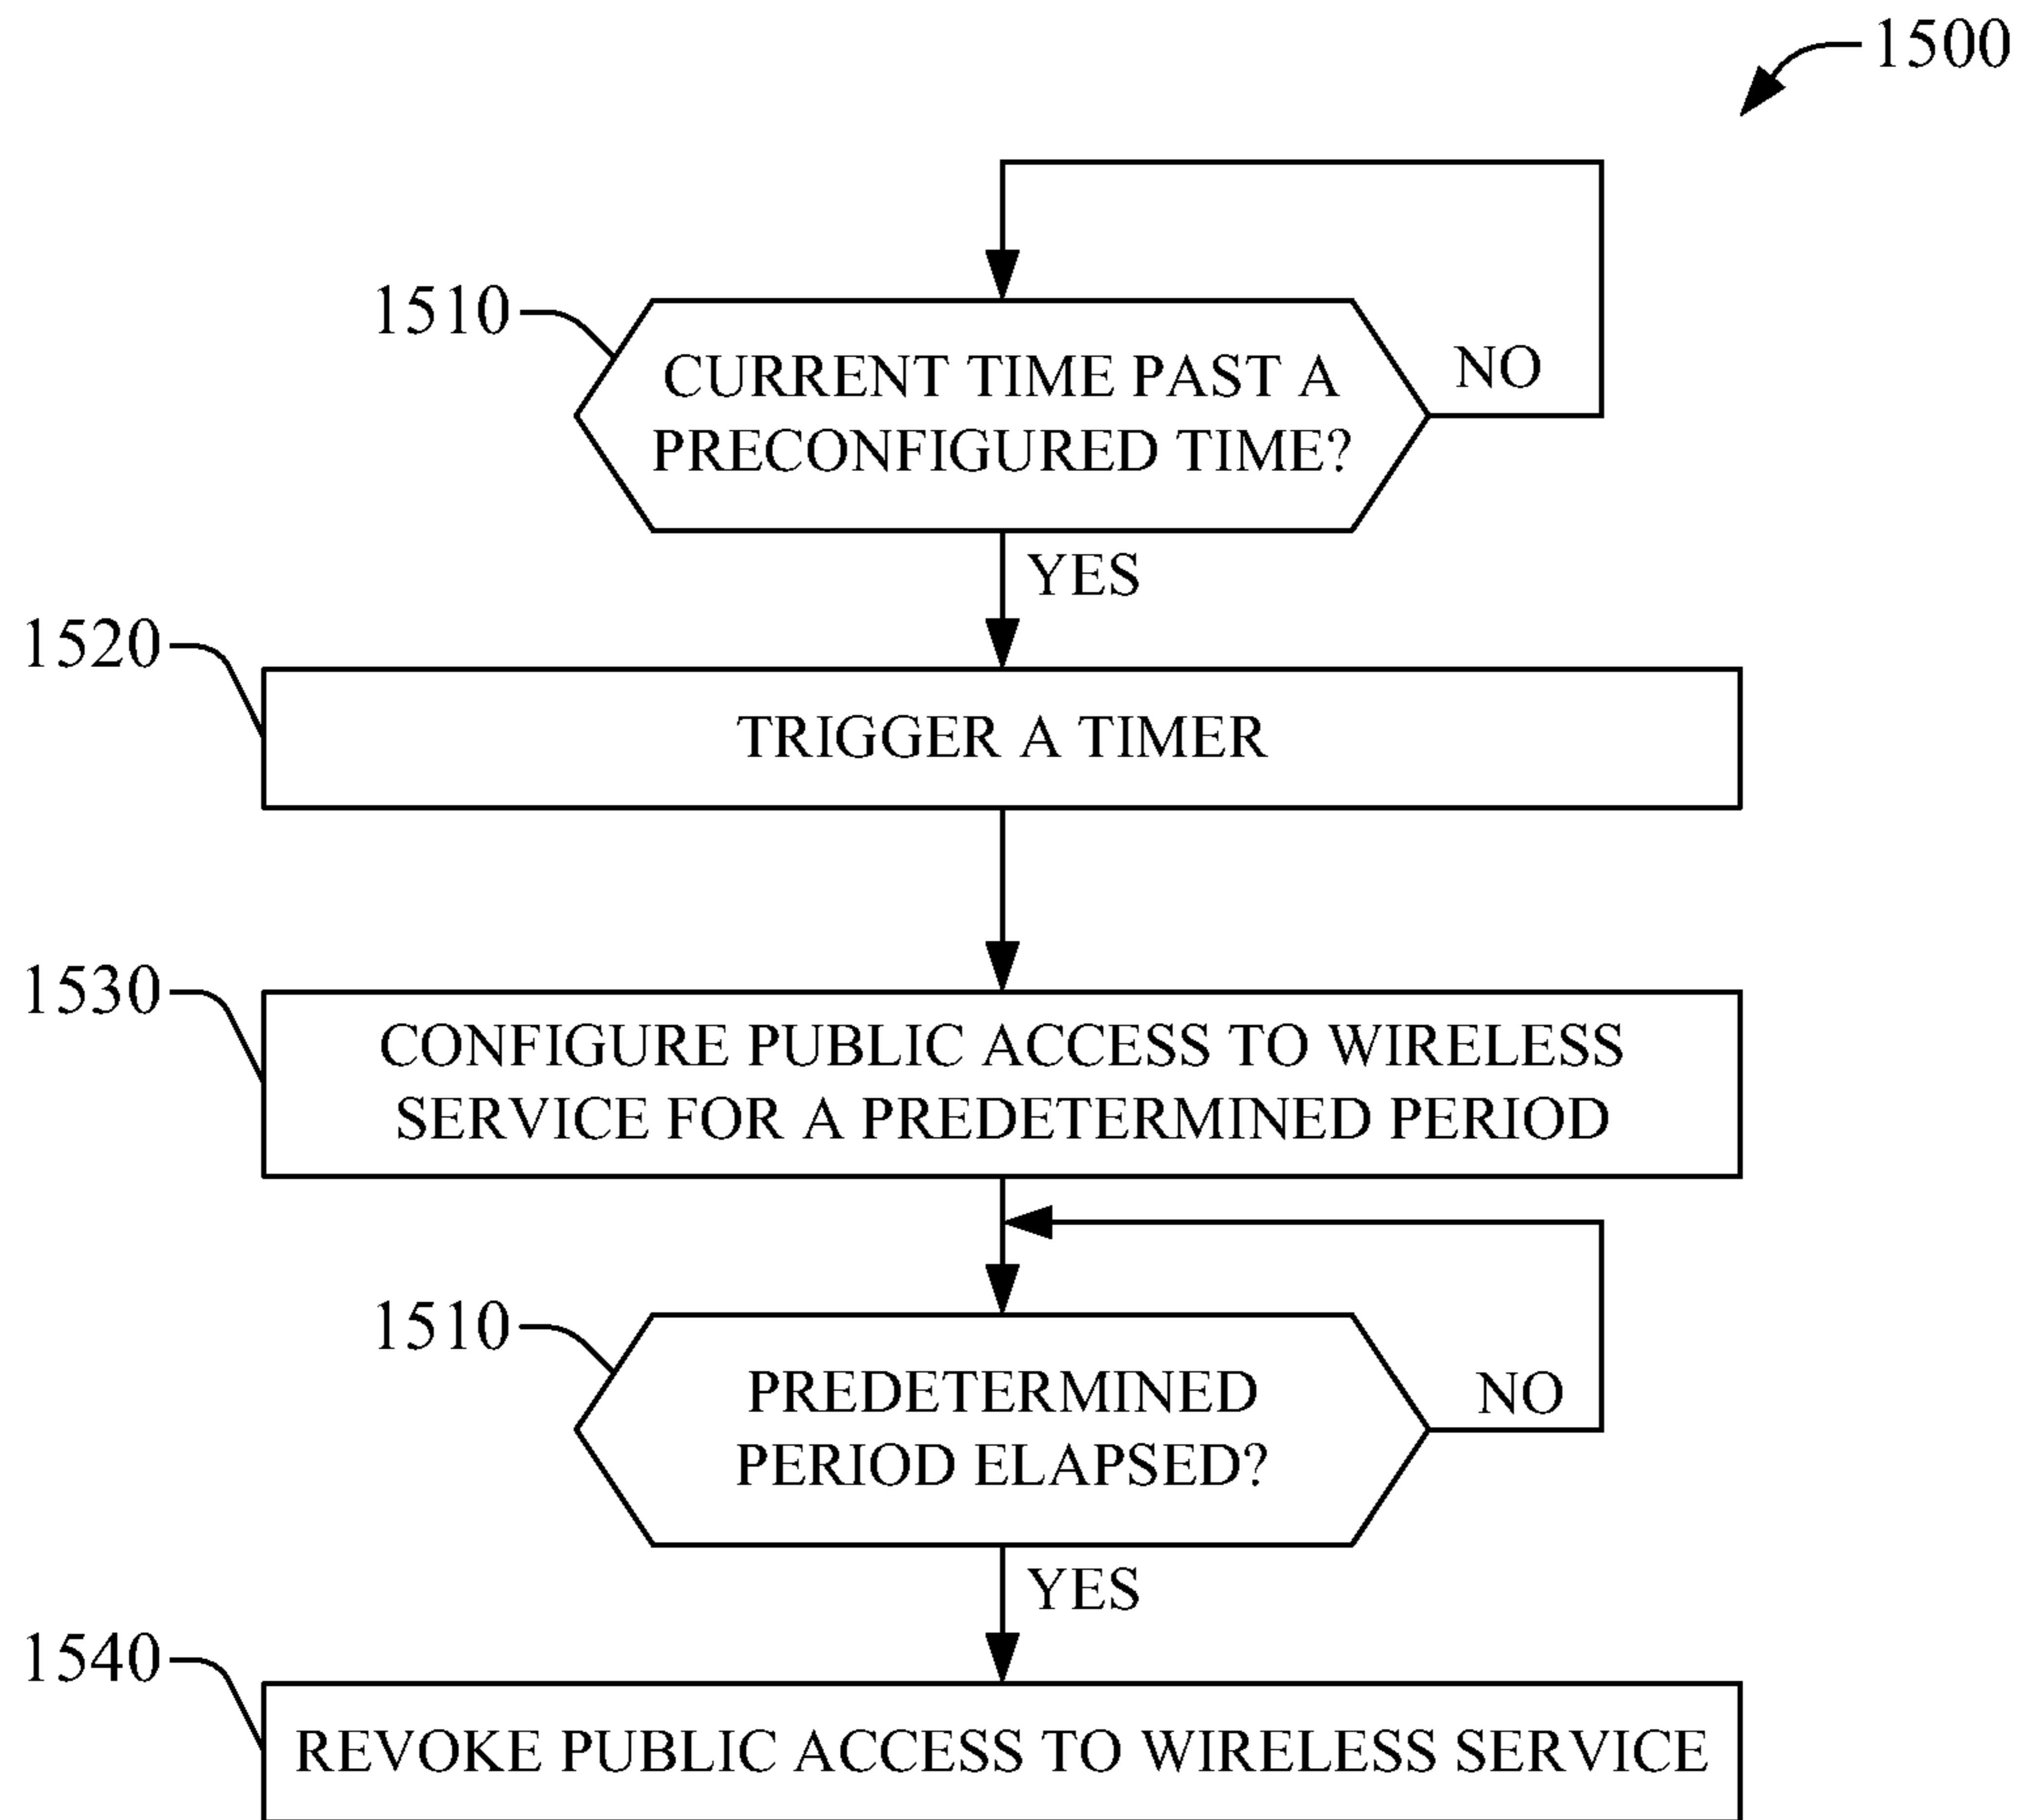 1500
1510
CURRENT TIME PAST A
PRECONFIGURED TIME?
NO
YES
1520
TRIGGER A TIMER
1530
CONFIGURE PUBLIC ACCESS TO WIRELESS
SERVICE FOR A PREDETERMINED PERIOD
1510
PREDETERMINED
PERIOD ELAPSED?
NO
YES
1540
REVOKE PUBLIC ACCESS TO WIRELESS SERVICE